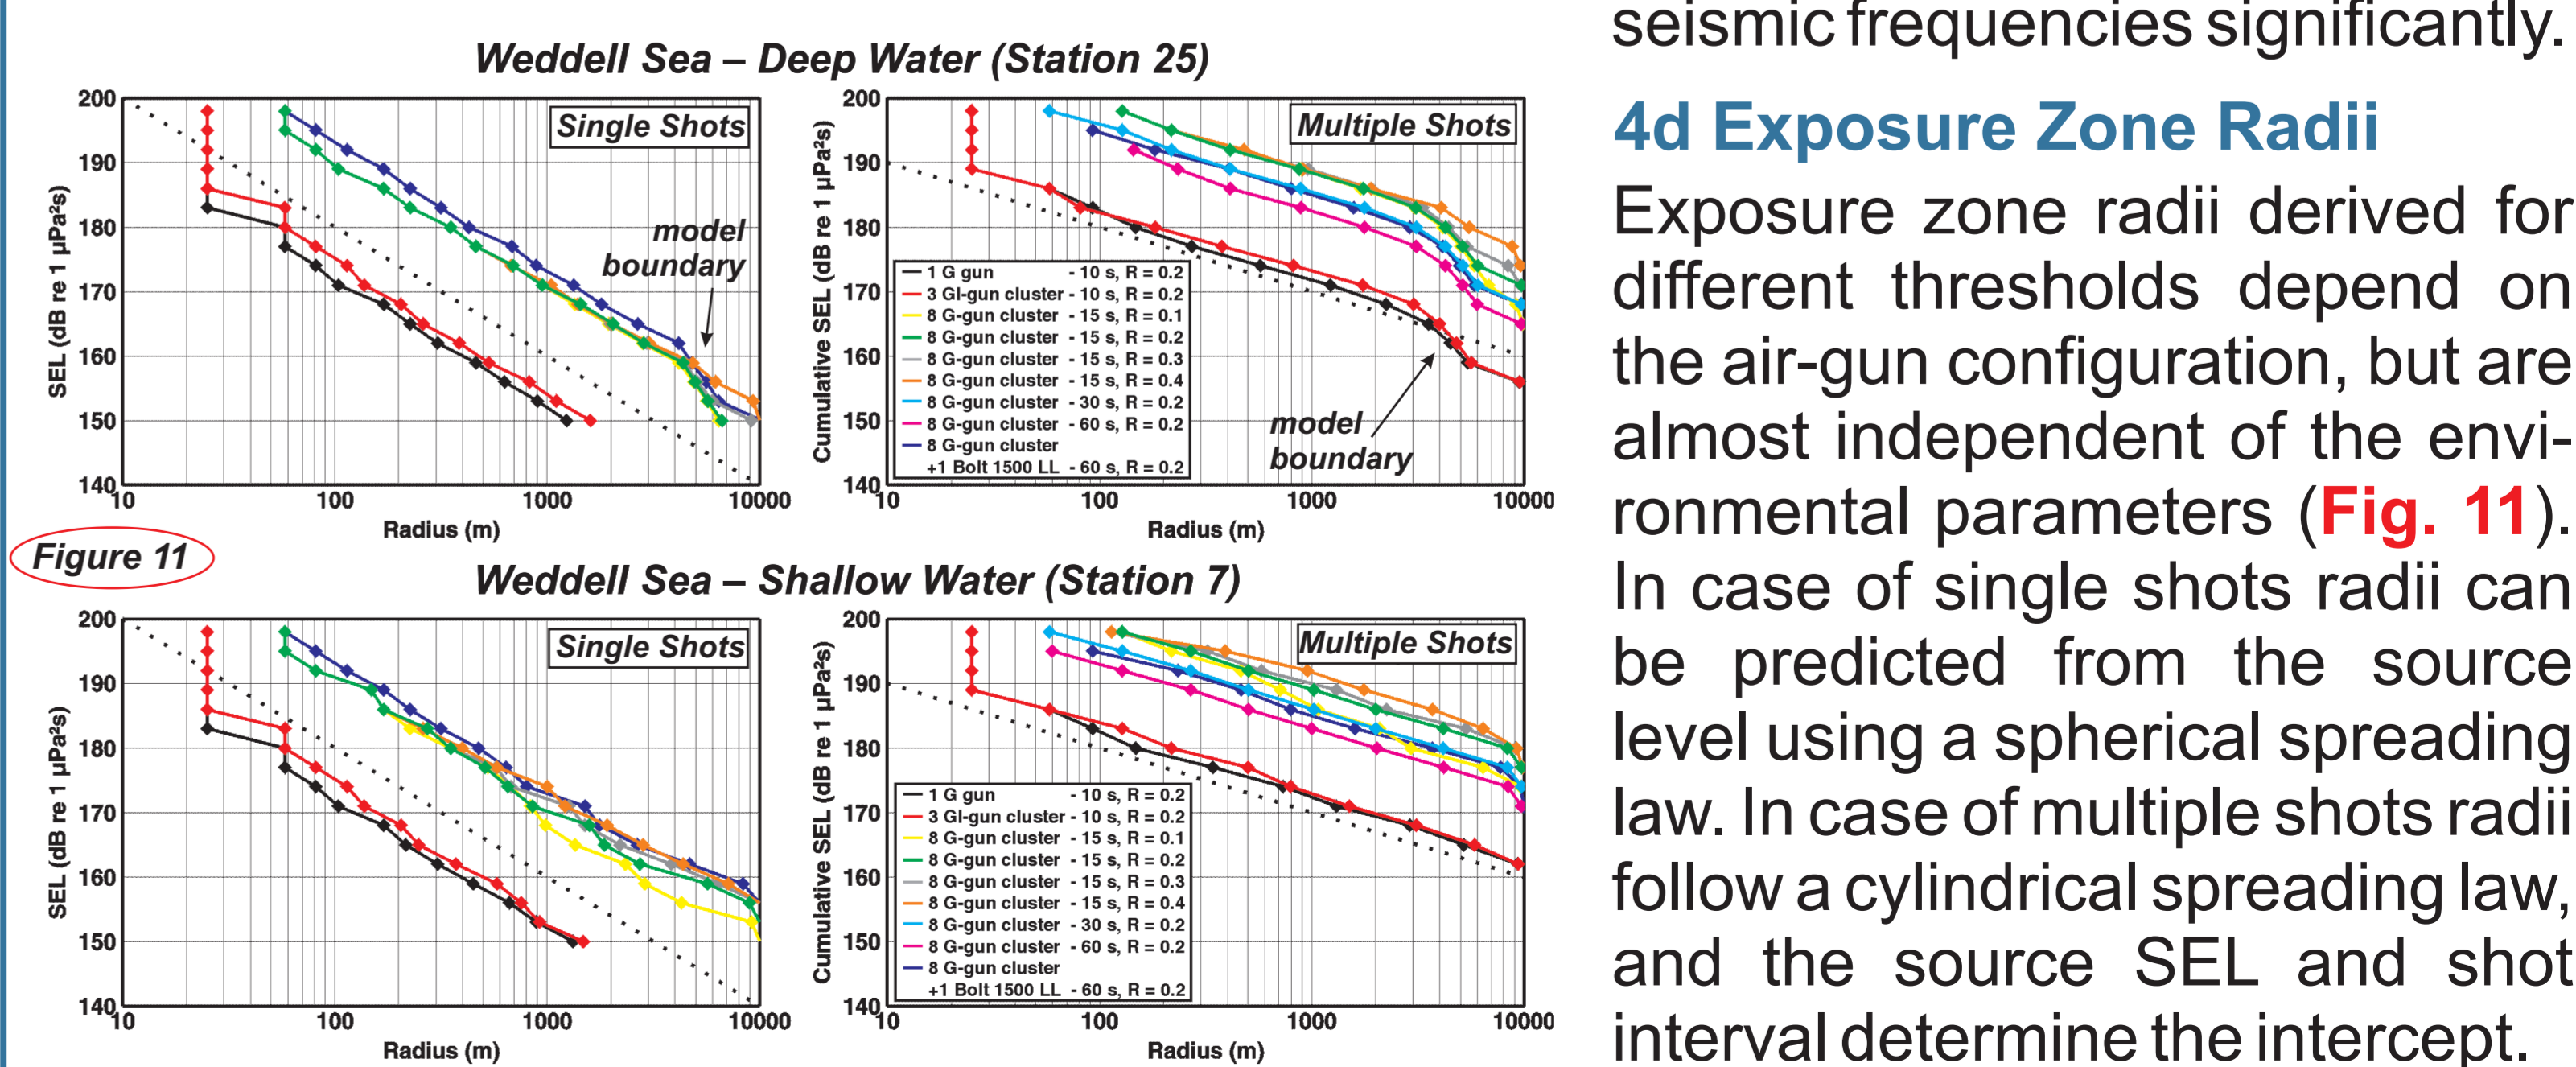 Weddell Sea – Deep Water (Station 25)
200
190
180
170
160
150
140
SEL (dB re 1 µPa²s)
Single Shots
model
boundary
10
100
1000
10000
Radius (m)
200
190
180
170
160
150
140
Cumulative SEL (dB re 1 µPa²s)
Multiple Shots
1 G gun - 10 s, R = 0.2
3 GI-gun cluster - 10 s, R = 0.2
8 G-gun cluster - 15 s, R = 0.1
8 G-gun cluster - 15 s, R = 0.2
8 G-gun cluster - 15 s, R = 0.3
8 G-gun cluster - 15 s, R = 0.4
8 G-gun cluster - 30 s, R = 0.2
8 G-gun cluster - 60 s, R = 0.2
8 G-gun cluster
+1 Bolt 1500 LL - 60 s, R = 0.2
model
boundary
10
100
1000
10000
Radius (m)
Figure 11
Weddell Sea – Shallow Water (Station 7)
200
190
180
170
160
150
140
SEL (dB re 1 µPa²s)
Single Shots
10
100
1000
10000
Radius (m)
200
190
180
170
160
150
140
Cumulative SEL (dB re 1 µPa²s)
Multiple Shots
1 G gun - 10 s, R = 0.2
3 GI-gun cluster - 10 s, R = 0.2
8 G-gun cluster - 15 s, R = 0.1
8 G-gun cluster - 15 s, R = 0.2
8 G-gun cluster - 15 s, R = 0.3
8 G-gun cluster - 15 s, R = 0.4
8 G-gun cluster - 30 s, R = 0.2
8 G-gun cluster - 60 s, R = 0.2
8 G-gun cluster
+1 Bolt 1500 LL - 60 s, R = 0.2
10
100
1000
10000
Radius (m)
seismic frequencies significantly.
4d Exposure Zone Radii
Exposure zone radii derived for
different thresholds depend on
the air-gun configuration, but are
almost independent of the envi-
ronmental parameters (Fig. 11).
In case of single shots radii can
be predicted from the source
level using a spherical spreading
law. In case of multiple shots radii
follow a cylindrical spreading law,
and the source SEL and shot
interval determine the intercept.